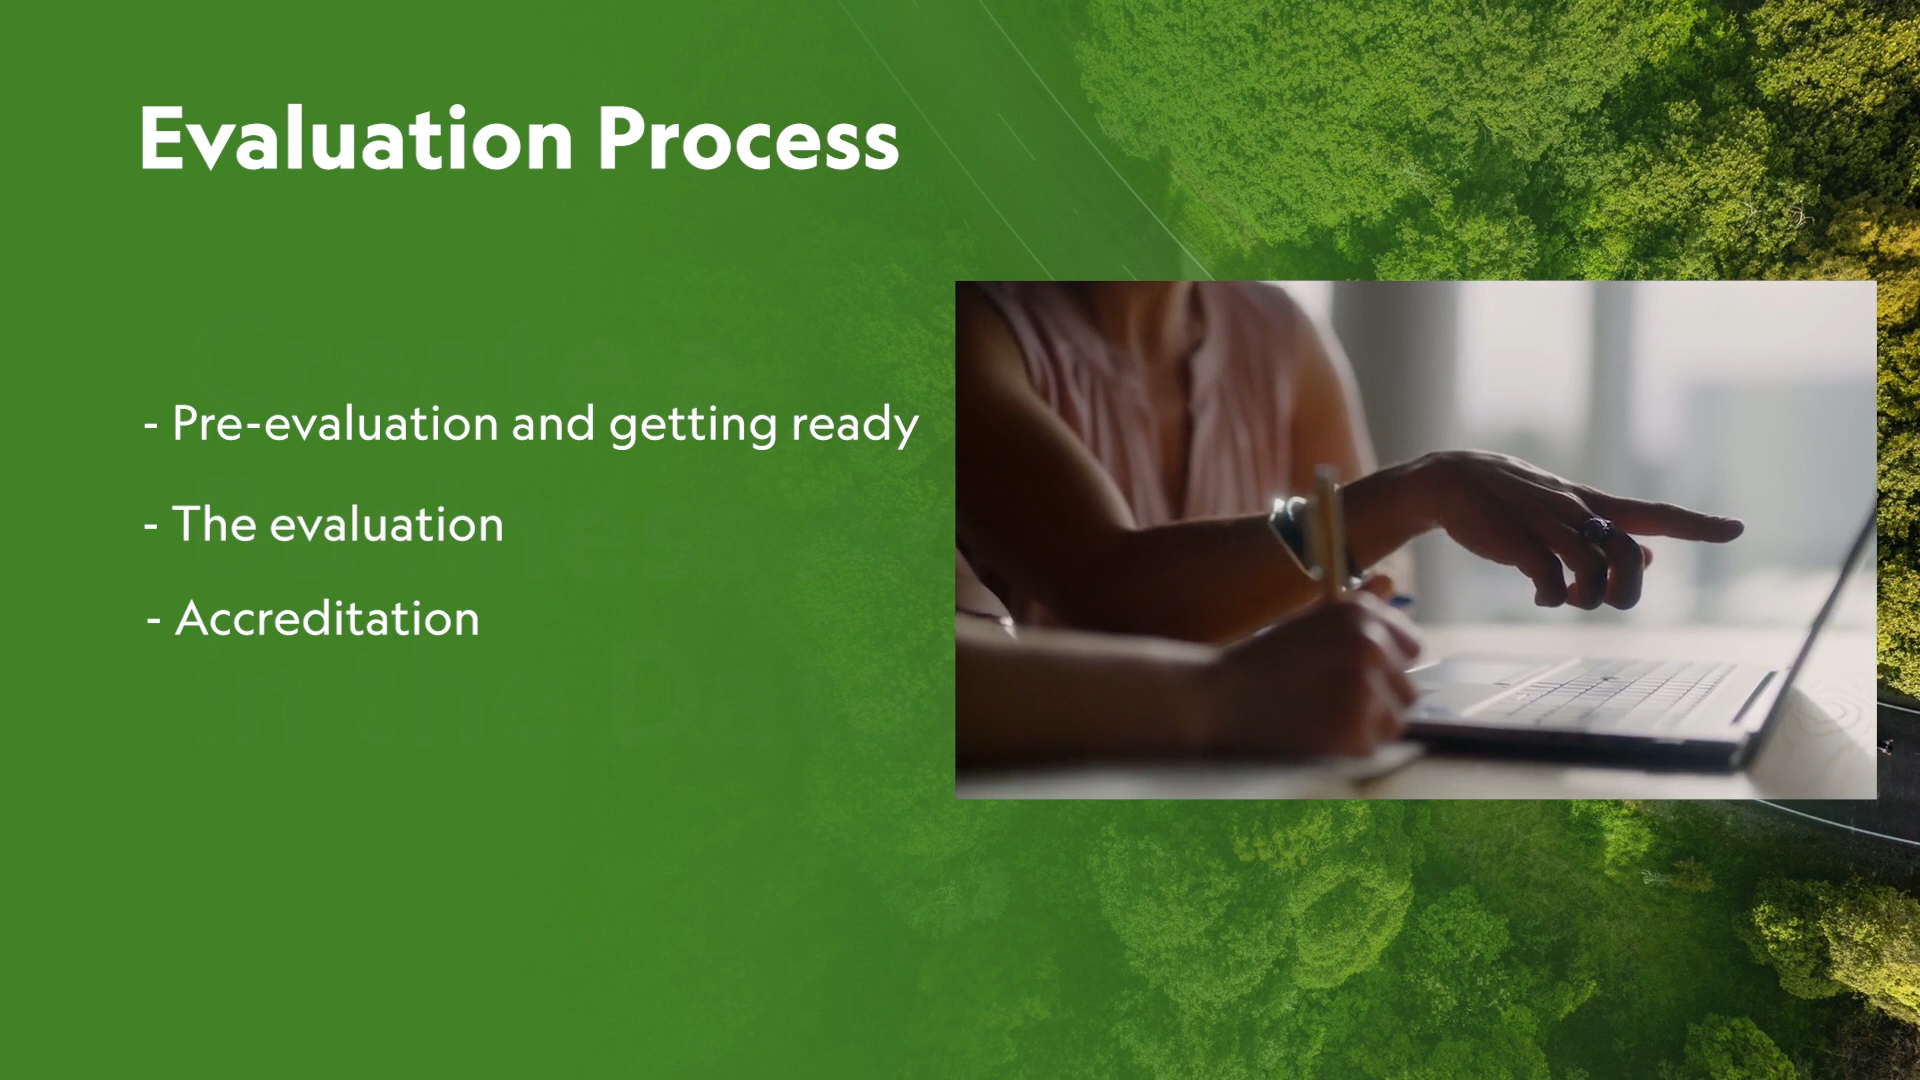 Evaluation Process
- Pre-evaluation and getting ready
- The evaluation
- Accreditation